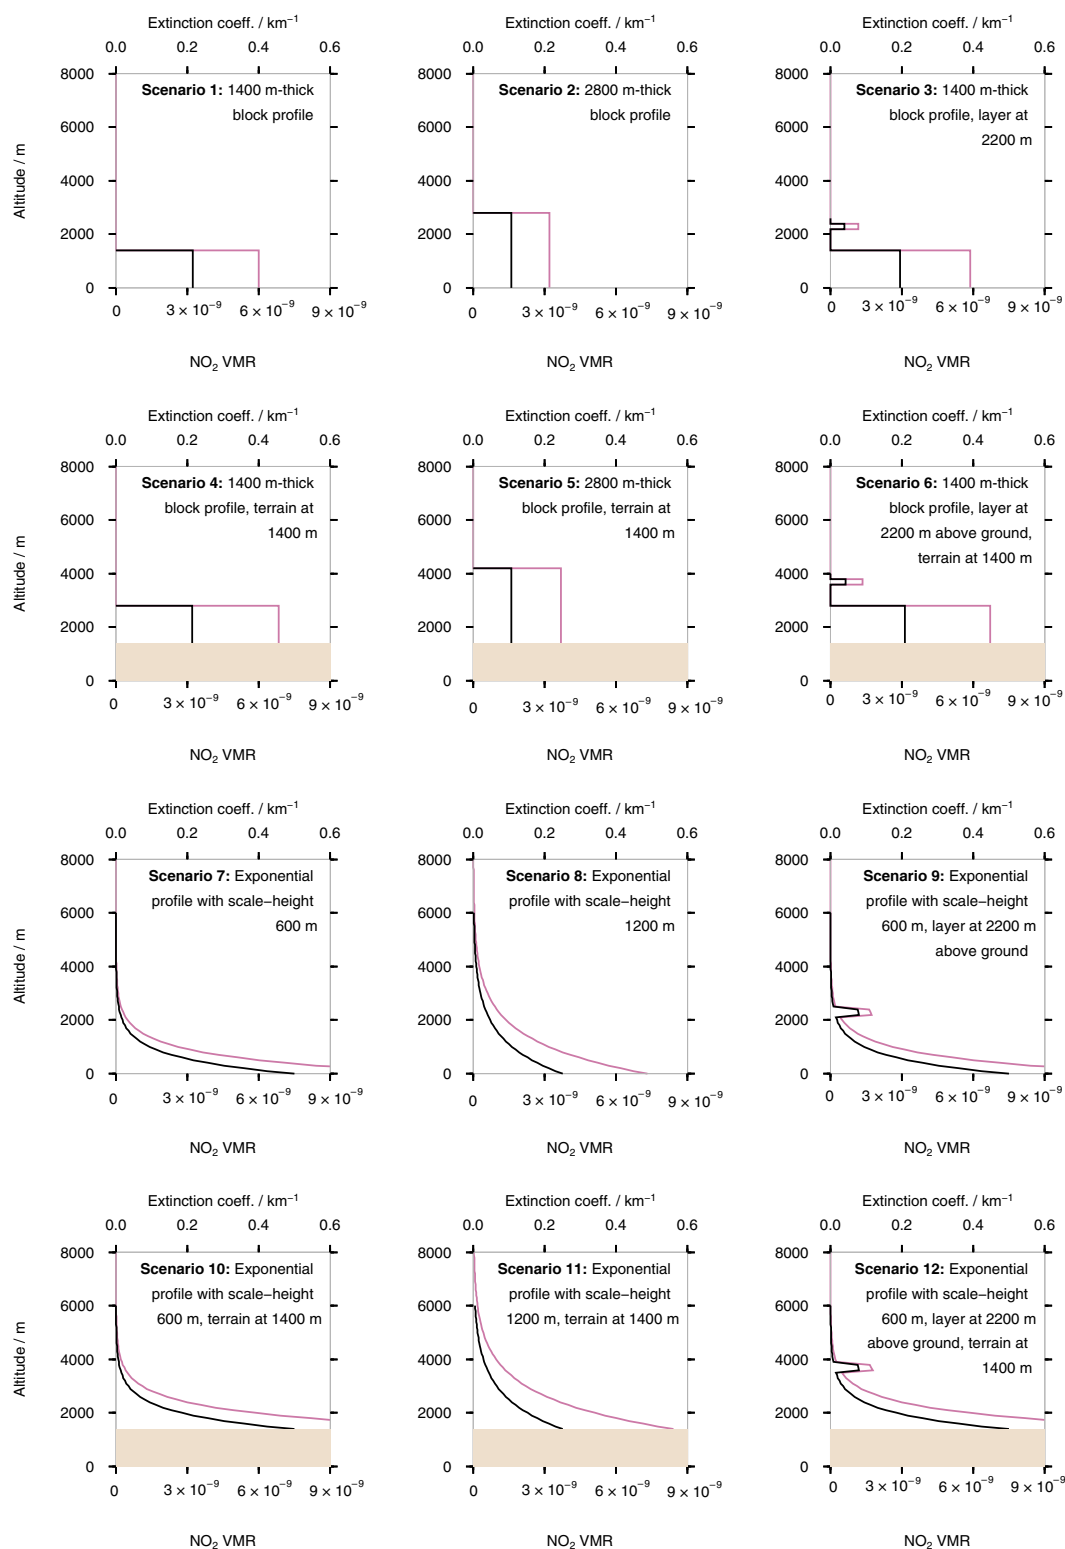 Extinction coeff. / km⁻¹ Extinction coeff. / km⁻¹ Extinction coeff. / km⁻¹
0.0 0.2 0.4 0.6 0.0 0.2 0.4 0.6 0.0 0.2 0.4 0.6
8000 8000 8000
Scenario 1: 1400 m-thick Scenario 2: 2800 m-thick Scenario 3: 1400 m-thick
block profile block profile block profile, layer at
6000 6000 6000 2200 m
Altitude / m
4000 4000 4000
2000 2000 2000
0 0 0
0 3 × 10⁻⁹ 6 × 10⁻⁹ 9 × 10⁻⁹ 0 3 × 10⁻⁹ 6 × 10⁻⁹ 9 × 10⁻⁹ 0 3 × 10⁻⁹ 6 × 10⁻⁹ 9 × 10⁻⁹
NO₂ VMR NO₂ VMR NO₂ VMR
Extinction coeff. / km⁻¹ Extinction coeff. / km⁻¹ Extinction coeff. / km⁻¹
0.0 0.2 0.4 0.6 0.0 0.2 0.4 0.6 0.0 0.2 0.4 0.6
8000 8000 8000
Scenario 4: 1400 m-thick Scenario 5: 2800 m-thick Scenario 6: 1400 m-thick
block profile, terrain at block profile, terrain at block profile, layer at
6000 1400 m 6000 1400 m 6000 2200 m above ground,
terrain at 1400 m
Altitude / m
4000 4000 4000
2000 2000 2000
0 0 0
0 3 × 10⁻⁹ 6 × 10⁻⁹ 9 × 10⁻⁹ 0 3 × 10⁻⁹ 6 × 10⁻⁹ 9 × 10⁻⁹ 0 3 × 10⁻⁹ 6 × 10⁻⁹ 9 × 10⁻⁹
NO₂ VMR NO₂ VMR NO₂ VMR
Extinction coeff. / km⁻¹ Extinction coeff. / km⁻¹ Extinction coeff. / km⁻¹
0.0 0.2 0.4 0.6 0.0 0.2 0.4 0.6 0.0 0.2 0.4 0.6
8000 8000 8000
Scenario 7: Exponential Scenario 8: Exponential Scenario 9: Exponential
profile with scale−height profile with scale−height profile with scale−height
6000 600 m 6000 1200 m 6000 600 m, layer at 2200 m
above ground
Altitude / m
4000 4000 4000
2000 2000 2000
0 0 0
0 3 × 10⁻⁹ 6 × 10⁻⁹ 9 × 10⁻⁹ 0 3 × 10⁻⁹ 6 × 10⁻⁹ 9 × 10⁻⁹ 0 3 × 10⁻⁹ 6 × 10⁻⁹ 9 × 10⁻⁹
NO₂ VMR NO₂ VMR NO₂ VMR
Extinction coeff. / km⁻¹ Extinction coeff. / km⁻¹ Extinction coeff. / km⁻¹
0.0 0.2 0.4 0.6 0.0 0.2 0.4 0.6 0.0 0.2 0.4 0.6
8000 8000 8000
Scenario 10: Exponential Scenario 11: Exponential Scenario 12: Exponential
profile with scale−height profile with scale−height profile with scale−height
6000 600 m, terrain at 1400 m 6000 1200 m, terrain at 1400 m 6000 600 m, layer at 2200 m
above ground, terrain at
1400 m
Altitude / m
4000 4000 4000
2000 2000 2000
0 0 0
0 3 × 10⁻⁹ 6 × 10⁻⁹ 9 × 10⁻⁹ 0 3 × 10⁻⁹ 6 × 10⁻⁹ 9 × 10⁻⁹ 0 3 × 10⁻⁹ 6 × 10⁻⁹ 9 × 10⁻⁹
NO₂ VMR NO₂ VMR NO₂ VMR